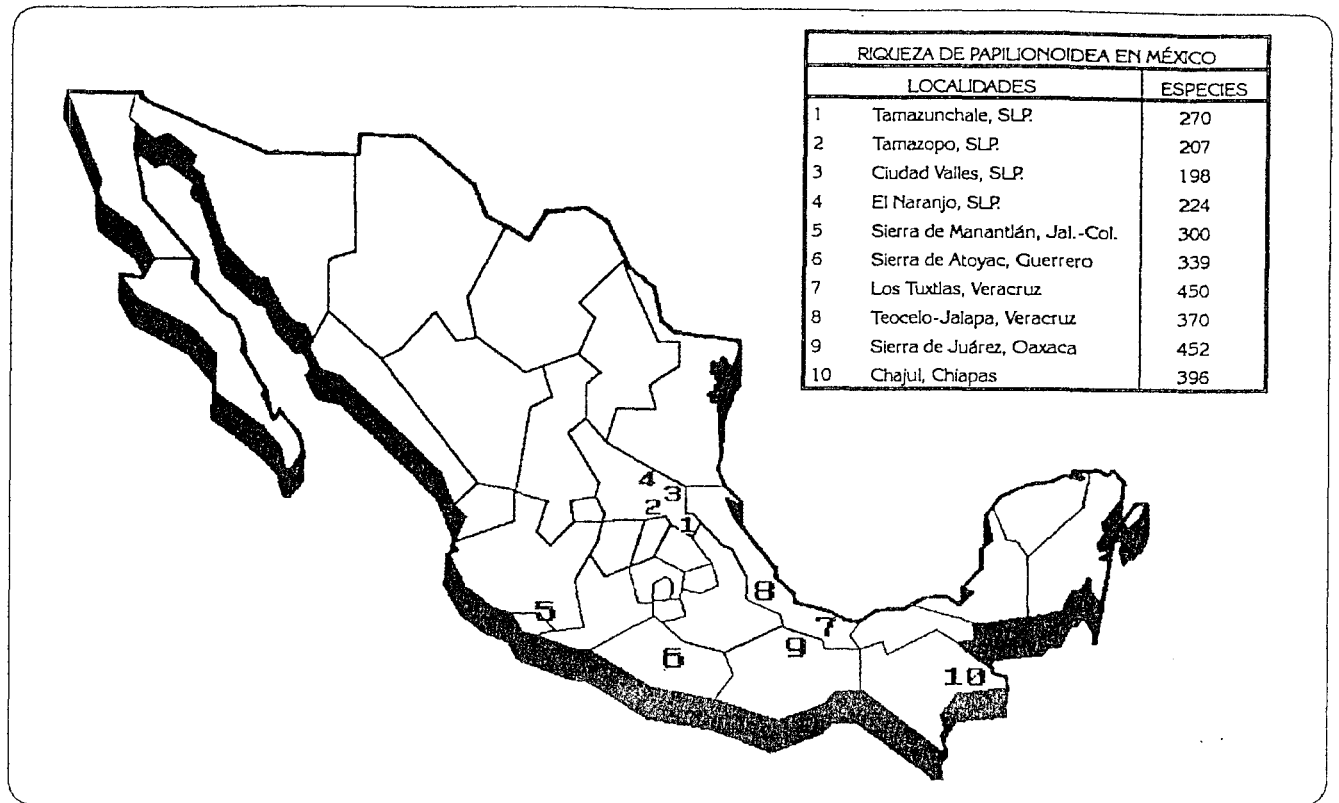 RIQUEZA DE PAPILIONOIDEA EN MÉXICO
LOCALIDADES ESPECIES
1 Tamazunchale, SLP. 270
2 Tamazopo, SLP. 207
3 Ciudad Valles, SLP. 198
4 El Naranjo, SLP. 224
5 Sierra de Manantlán, Jal.-Col. 300
6 Sierra de Atoyac, Guerrero 339
7 Los Tuxtlas, Veracruz 450
8 Teocelo-Jalapa, Veracruz 370
9 Sierra de Juárez, Oaxaca 452
10 Chajul, Chiapas 396
4
3
2
1
8
5
7
9
6
10